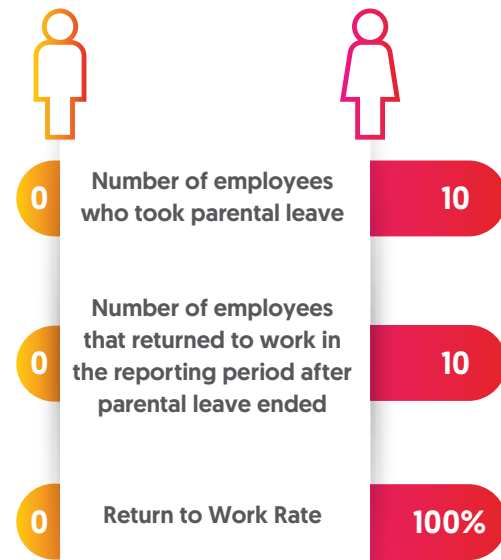 0
Number of employees
who took parental leave
10
0
Number of employees
that returned to work in
the reporting period after
parental leave ended
10
0
Return to Work Rate
100%